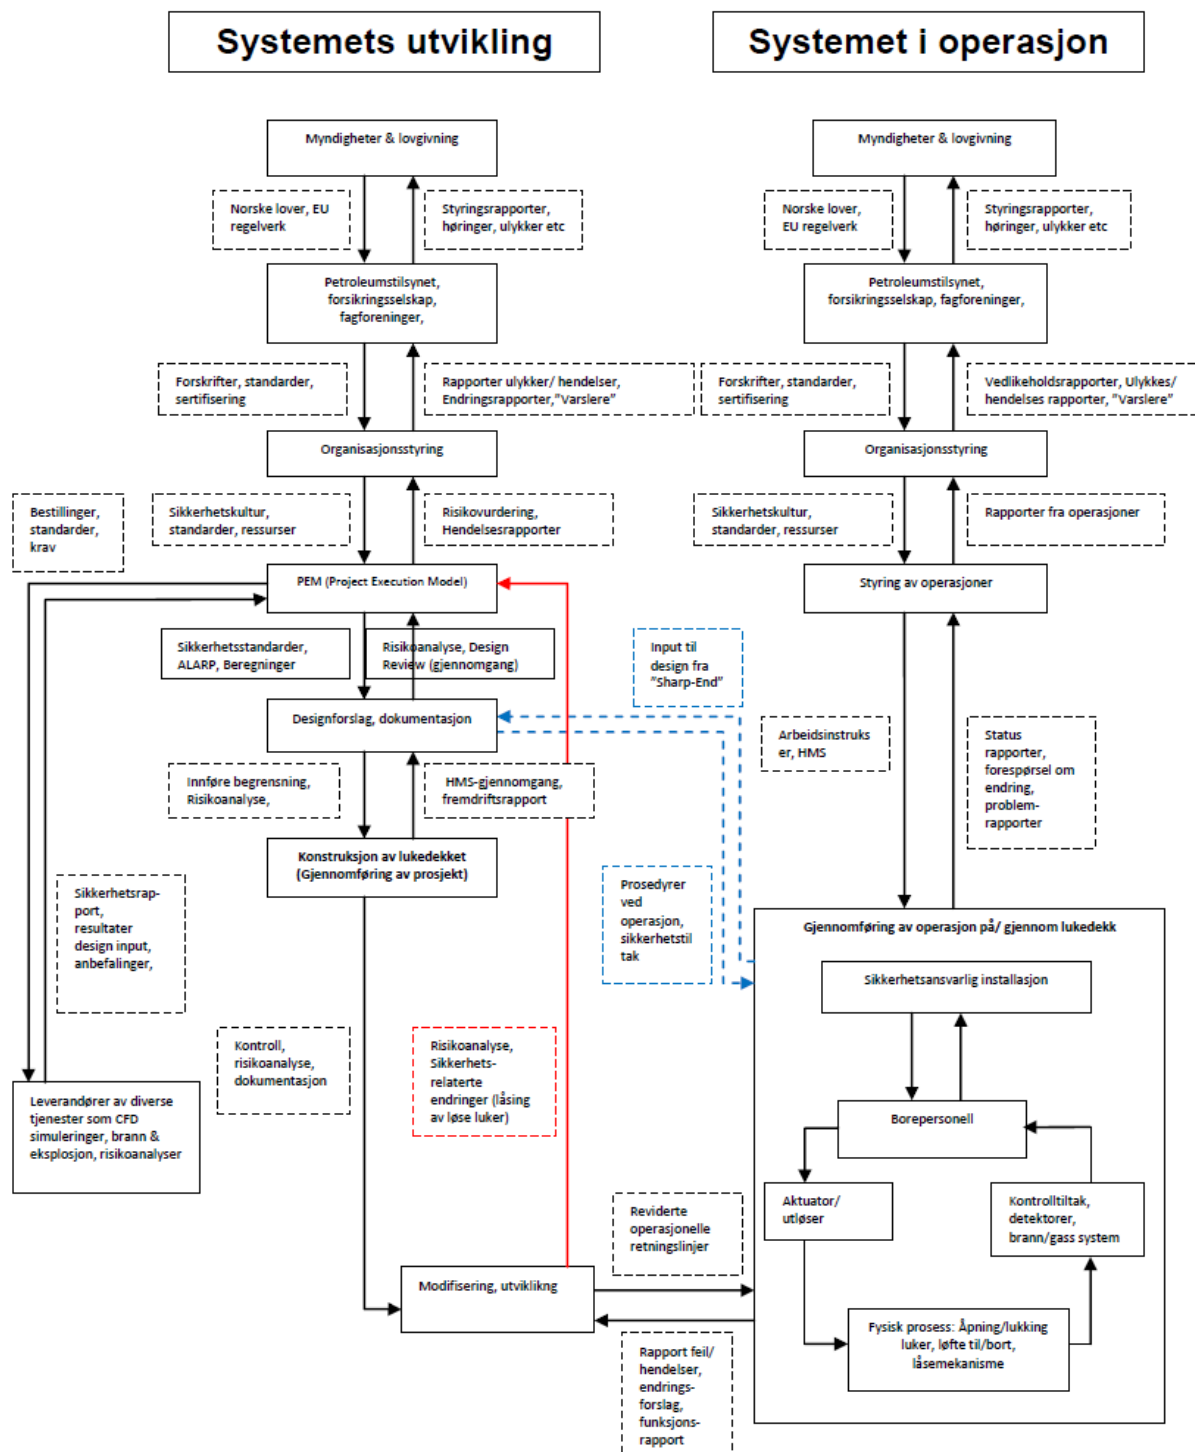 Systemets utvikling
Systemet i operasjon
Myndigheter & lovgivning
Norske lover, EU
regelverk
Styringsrapporter,
høringer, ulykker etc
Petroleumstilsynet,
forsikringsselskap,
fagforeninger,
Forskrifter, standarder,
sertifisering
Rapporter ulykker/ hendelser,
Endringsrapporter,"Varslere"
Organisasjonsstyring
Bestillinger,
standarder,
krav
Sikkerhetskultur,
standarder, ressurser
Risikovurdering,
Hendelsesrapporter
PEM (Project Execution Model)
Sikkerhetsstandarder,
ALARP, Beregninger
Risikoanalyse, Design
Review (gjennomgang)
Designforslag, dokumentasjon
Innføre begrensning,
Risikoanalyse,
HMS-gjennomgang,
fremdriftsrapport
Konstruksjon av lukedekket
(Gjennomføring av prosjekt)
Sikkerhetsrap-
port,
resultater
design input,
anbefalinger,
Kontroll,
risikoanalyse,
dokumentasjon
Risikoanalyse,
Sikkerhets-
relaterte
endringer (låsing
av løse luker)
Leverandører av diverse
tjenester som CFD
simuleringer, brann &
eksplosjon, risikoanalyser
Modifisering, utviklikng
Input til
design fra
"Sharp-End"
Prosedyrer
ved
operasjon,
sikkerhetstil
tak
Reviderte
operasjonelle
retningslinjer
Rapport feil/
hendelser,
endrings-
forslag,
funksjons-
rapport
Myndigheter & lovgivning
Norske lover,
EU regelverk
Styringsrapporter,
høringer, ulykker etc
Petroleumstilsynet,
forsikringsselskap, fagforeninger,
Forskrifter, standarder,
sertifisering
Vedlikeholdsrapporter, Ulykkes/
hendelses rapporter, "Varslere"
Organisasjonsstyring
Sikkerhetskultur,
standarder, ressurser
Rapporter fra operasjoner
Styring av operasjoner
Arbeidsinstruks
er, HMS
Status
rapporter,
forespørsel om
endring,
problem-
rapporter
Gjennomføring av operasjon på/ gjennom lukedekk
Sikkerhetsansvarlig installasjon
Borepersonell
Aktuator/
utløser
Kontrolltiltak,
detektorer,
brann/gass system
Fysisk prosess: Åpning/lukking
luker, løfte til/bort,
låsemekanisme